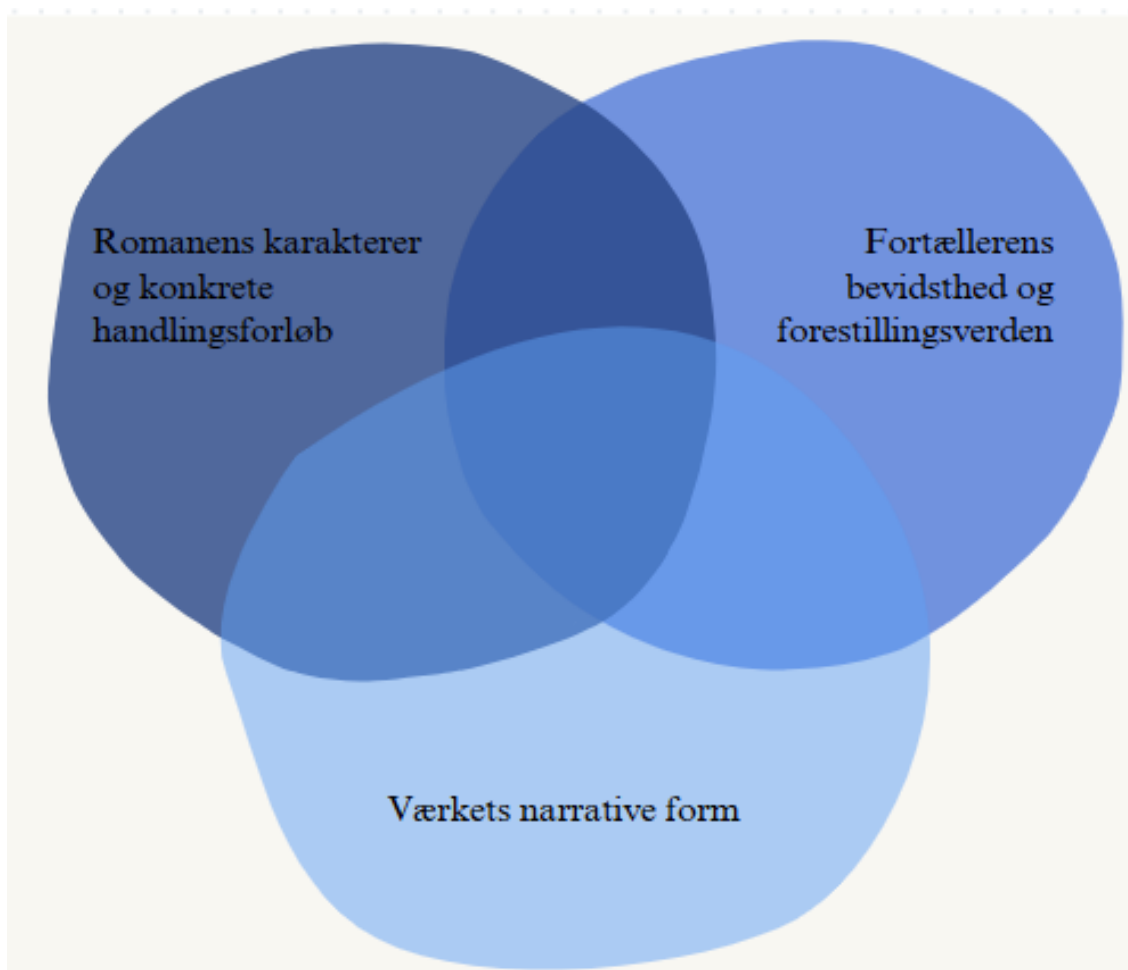 Romanens karakterer
og konkrete
handlingsforløb
Fortællerens
bevidsthed og
forestillingsverden
Værkets narrative form